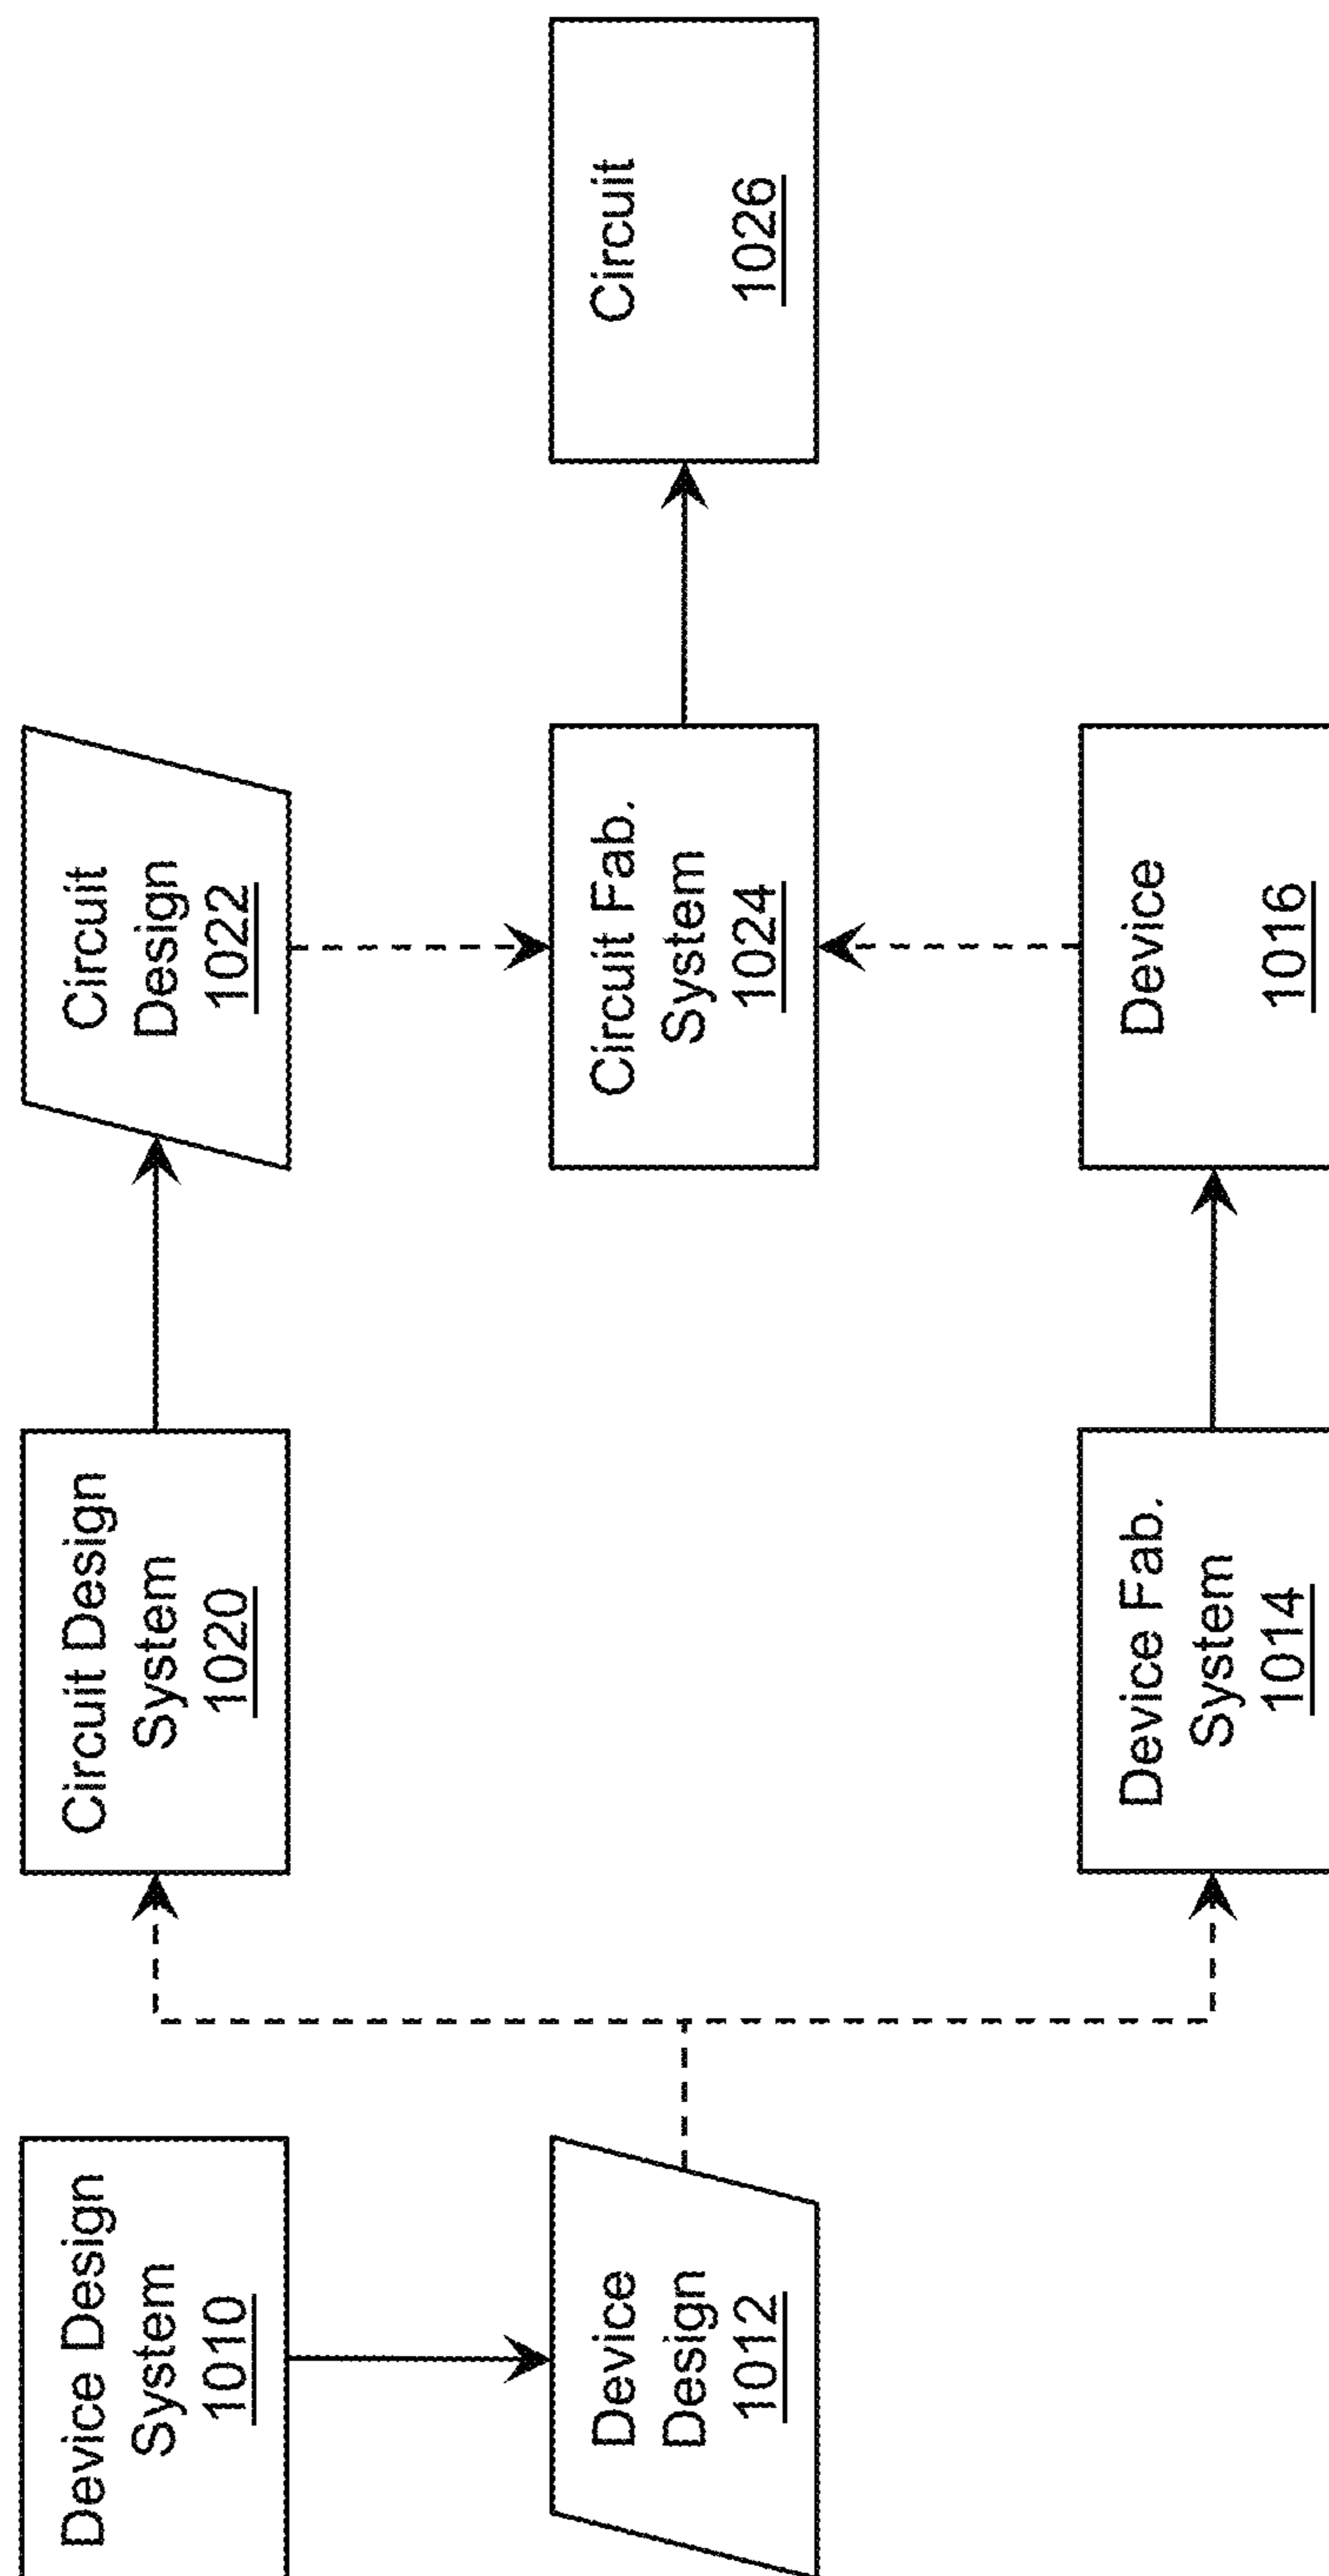 Device Design
System
1010
Device
Design
1012
Circuit Design
System
1020
Device Fab.
System
1014
Circuit
Design
1022
Circuit Fab.
System
1024
Device
1016
Circuit
1026